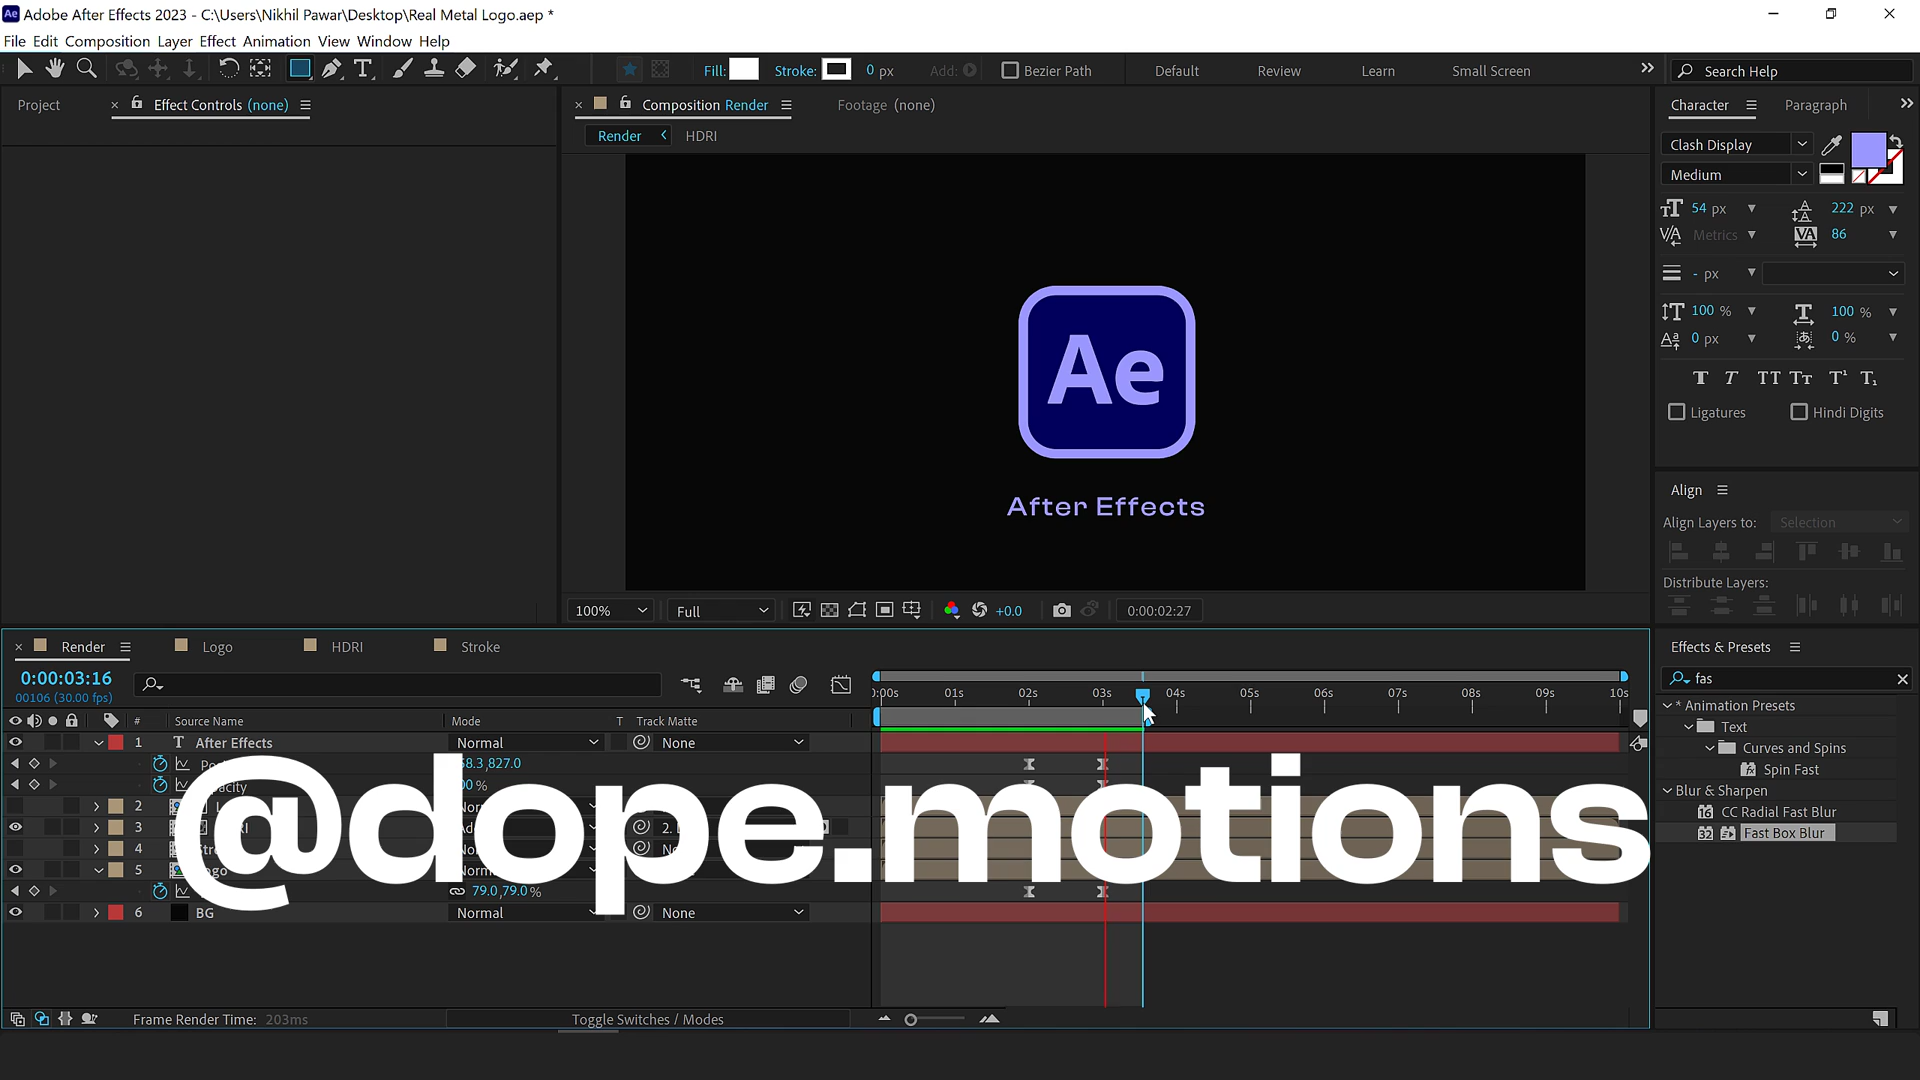 Ae Adobe After Effects 2023 - C:\Users\Nikhil Pawar\Desktop\Real Metal Logo.aep *
File Edit Composition Layer Effect Animation View Window Help
Fill: Stroke: 0 px Add: Bezier Path Default Review Learn Small Screen Search Help
Project Effect Controls (none) Composition Render Footage (none) Character Paragraph
Render HDRI
Clash Display
Medium
54 px 222 px
Metrics 86
- px
100 % 100 %
0 px 0 %
Ligatures Hindi Digits
Ae
After Effects
Align
Align Layers to: Selection
Distribute Layers:
100% Full +0.0 0:00:02:27
Render Logo HDRI Stroke
0:00:03:16
00106 (30.00 fps)
0:00s 01s 02s 03s 04s 05s 06s 07s 08s 09s 10s
# Source Name Mode T Track Matte
1 T After Effects Normal None
68.3,827.0
2
3
4
5
79.0,79.0 %
6 BG Normal None
@dope.motions
Frame Render Time: 203ms Toggle Switches / Modes
Effects & Presets
fas
* Animation Presets
Text
Curves and Spins
Spin Fast
Blur & Sharpen
CC Radial Fast Blur
Fast Box Blur